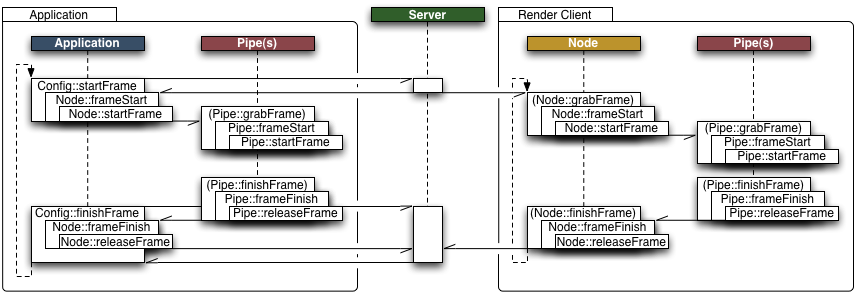 Application
Server
Render Client
Application
Pipe(s)
Node
Pipe(s)
Config::startFrame
Node::frameStart
Node::startFrame
(Pipe::grabFrame)
Pipe::frameStart
Pipe::startFrame
(Node::grabFrame)
Node::frameStart
Node::startFrame
(Pipe::grabFrame)
Pipe::frameStart
Pipe::startFrame
(Pipe::finishFrame)
Pipe::frameFinish
Pipe::releaseFrame
(Pipe::finishFrame)
Pipe::frameFinish
Pipe::releaseFrame
Config::finishFrame
Node::frameFinish
Node::releaseFrame
(Node::finishFrame)
Node::frameFinish
Node::releaseFrame